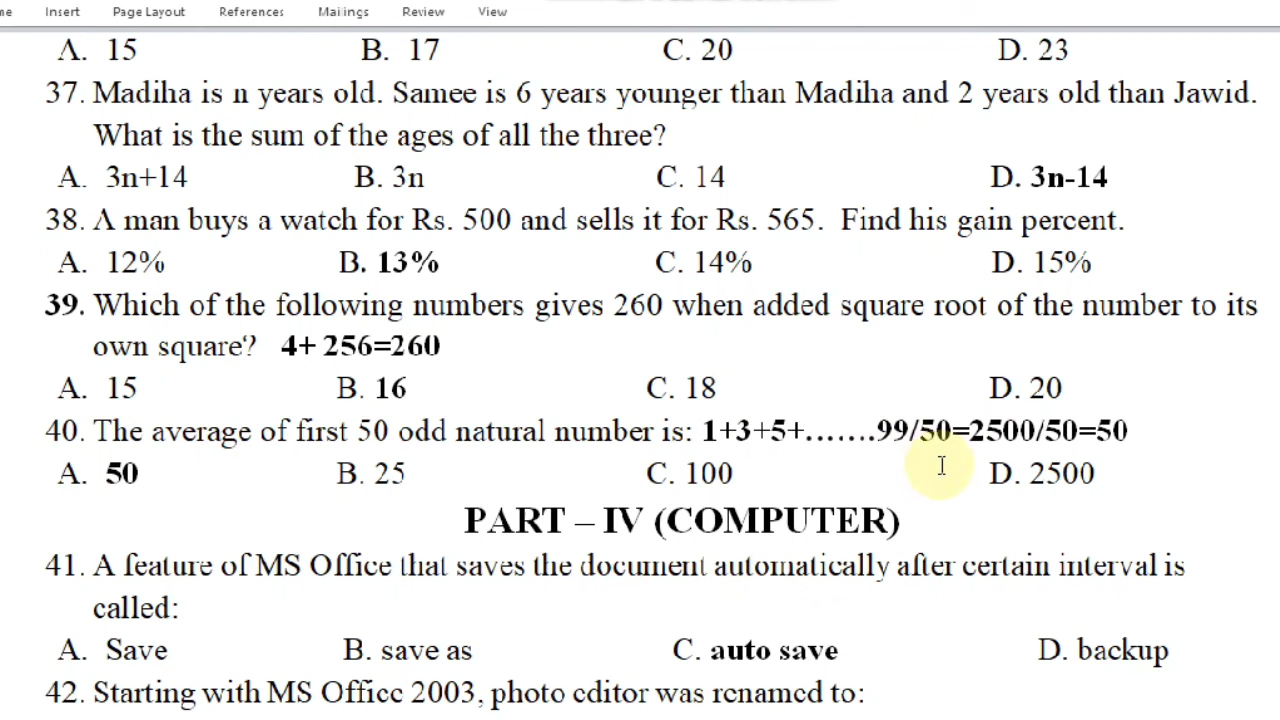 Insert Page Layout References Mailings Review View
A. 15 B. 17 C. 20 D. 23
37. Madiha is n years old. Samee is 6 years younger than Madiha and 2 years old than Jawid.
What is the sum of the ages of all the three?
A. 3n+14 B. 3n C. 14 D. 3n-14
38. A man buys a watch for Rs. 500 and sells it for Rs. 565. Find his gain percent.
A. 12% B. 13% C. 14% D. 15%
39. Which of the following numbers gives 260 when added square root of the number to its
own square? 4+ 256=260
A. 15 B. 16 C. 18 D. 20
40. The average of first 50 odd natural number is: 1+3+5+.......99/50=2500/50=50
A. 50 B. 25 C. 100 D. 2500
PART – IV (COMPUTER)
41. A feature of MS Office that saves the document automatically after certain interval is
called:
A. Save B. save as C. auto save D. backup
42. Starting with MS Office 2003, photo editor was renamed to: